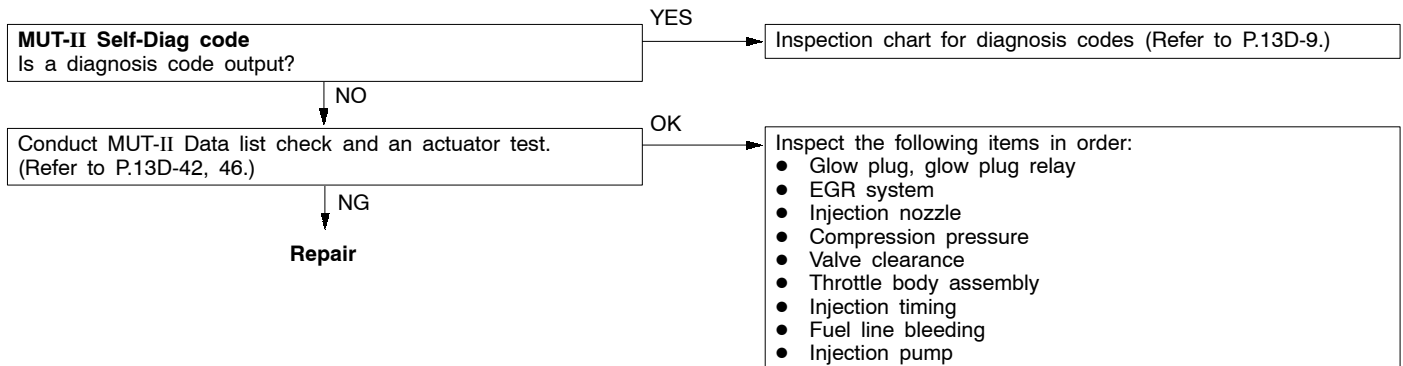 MUT-II Self-Diag code
Is a diagnosis code output?
YES
Inspection chart for diagnosis codes (Refer to P.13D-9.)
NO
Conduct MUT-II Data list check and an actuator test.
(Refer to P.13D-42, 46.)
OK
Inspect the following items in order:
● Glow plug, glow plug relay
● EGR system
● Injection nozzle
● Compression pressure
● Valve clearance
● Throttle body assembly
● Injection timing
● Fuel line bleeding
● Injection pump
NG
Repair